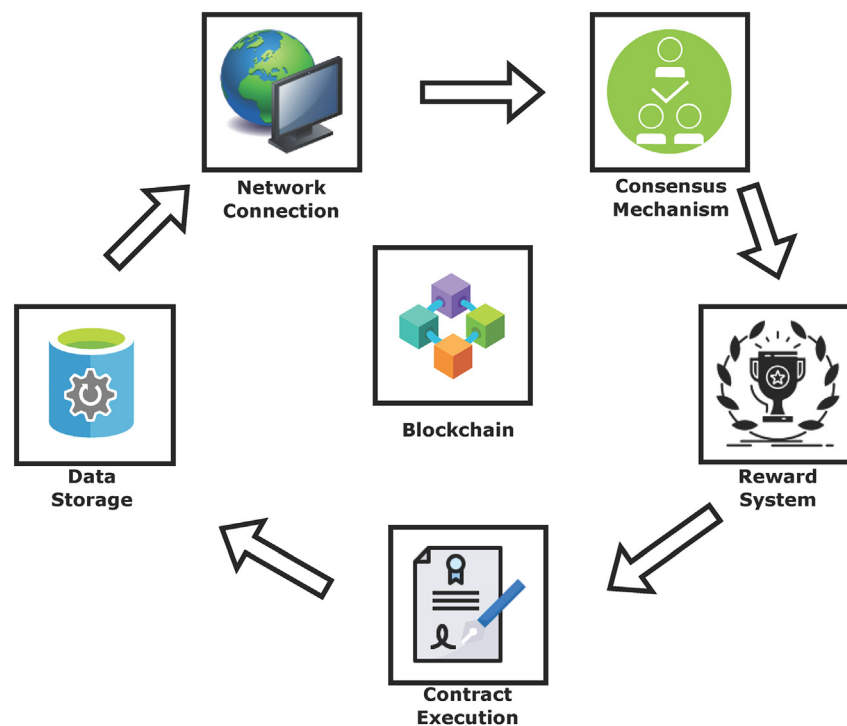 Network
Connection
Consensus
Mechanism
Blockchain
Data
Storage
Reward
System
Contract
Execution